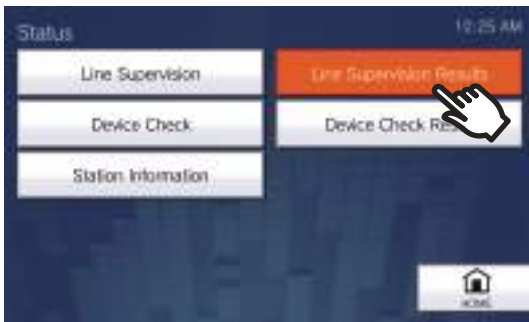 Status
10:25 AM
Line Supervision
Line Supervision Results
Device Check
Device Check Res
Station Information
HOME